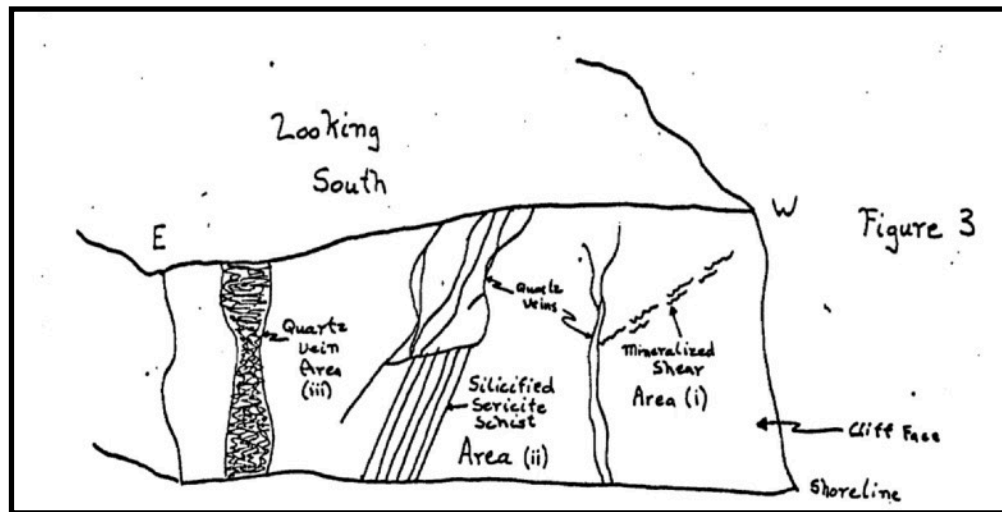 Looking
South
E
W
Figure 3
Quartz
Veins
Quartz
Vein
Area
(iii)
Mineralized
Shear
Area (i)
Silicified
Sericite
Schist
Area (ii)
Cliff Face
Shoreline